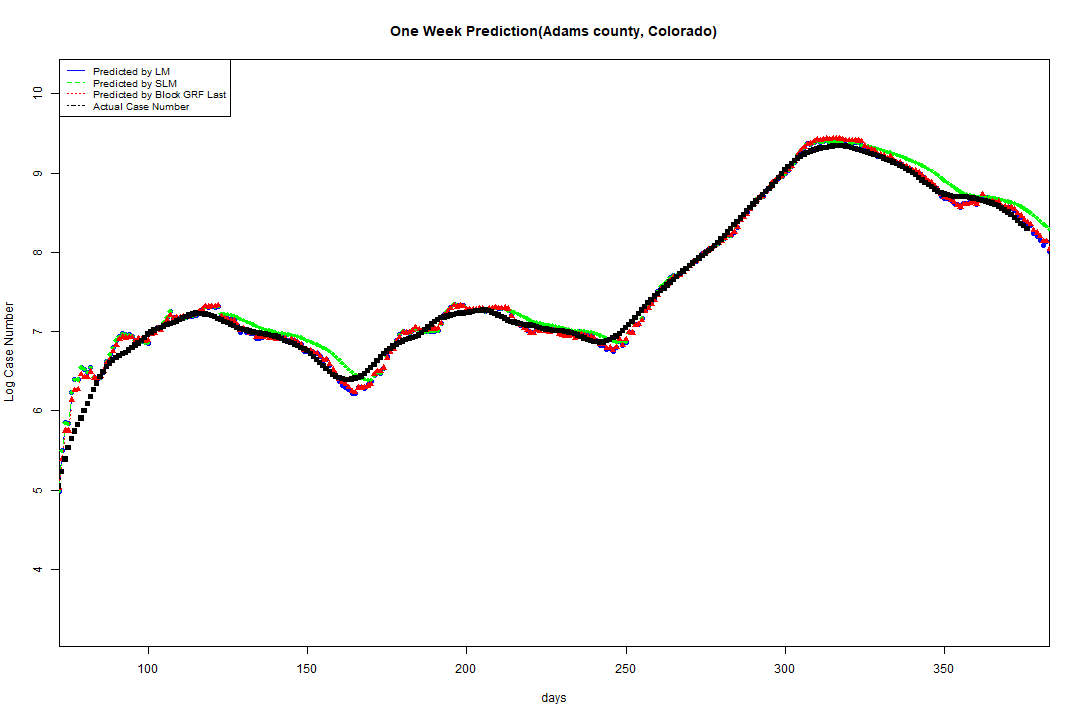 One Week Prediction(Adams county, Colorado)
Predicted by LM
Predicted by SLM
Predicted by Block GRF Last
Actual Case Number
10
9
8
7
6
5
4
Log Case Number
100 150 200 250 300 350
days